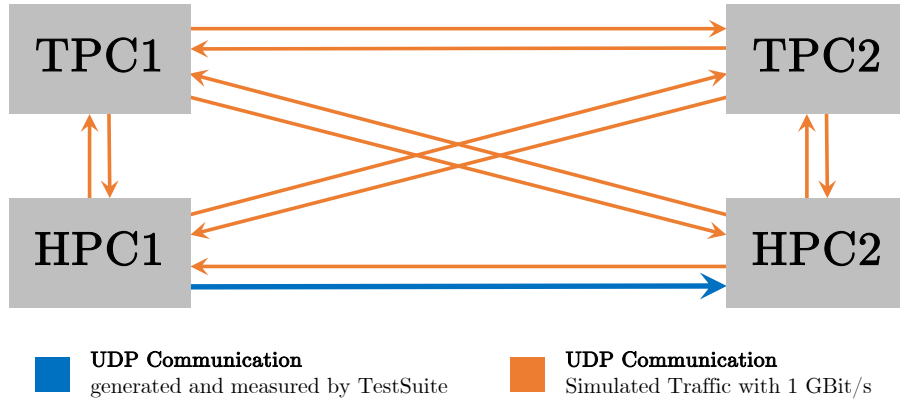 TPC1
TPC2
HPC1
HPC2
UDP Communication
generated and measured by TestSuite
UDP Communication
Simulated Traffic with 1 GBit/s